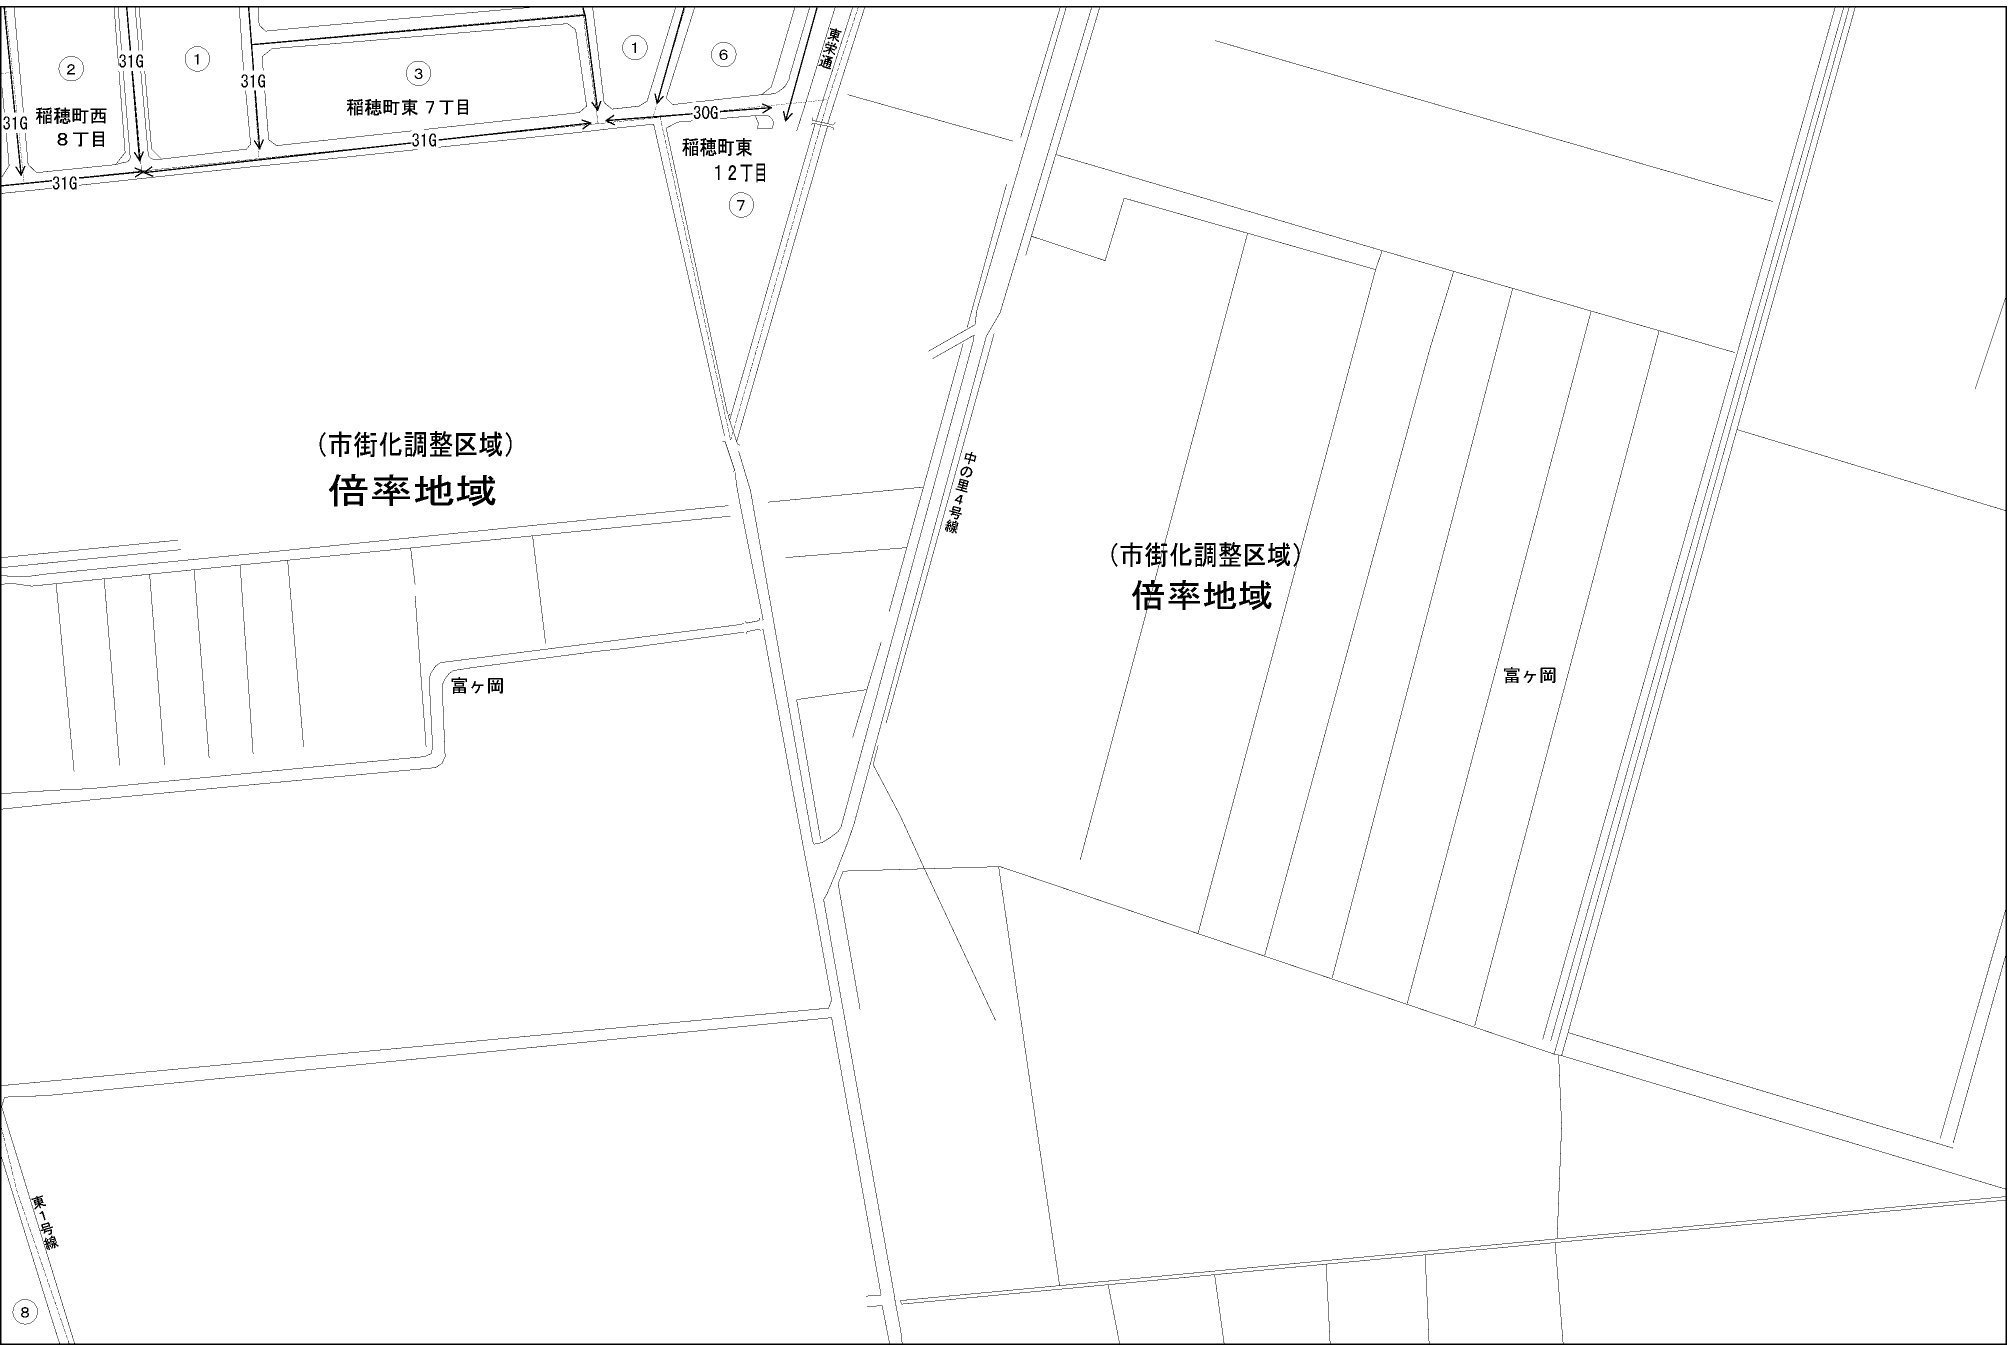 ②
31G
①
31G
③
①
⑥
東栄通
31G
稲穂町西
８丁目
稲穂町東７丁目
30G
31G
稲穂町東
１２丁目
31G
⑦
（市街化調整区域）
倍率地域
中の里４号線
（市街化調整区域）
倍率地域
富ヶ岡
富ヶ岡
東１号線
⑧